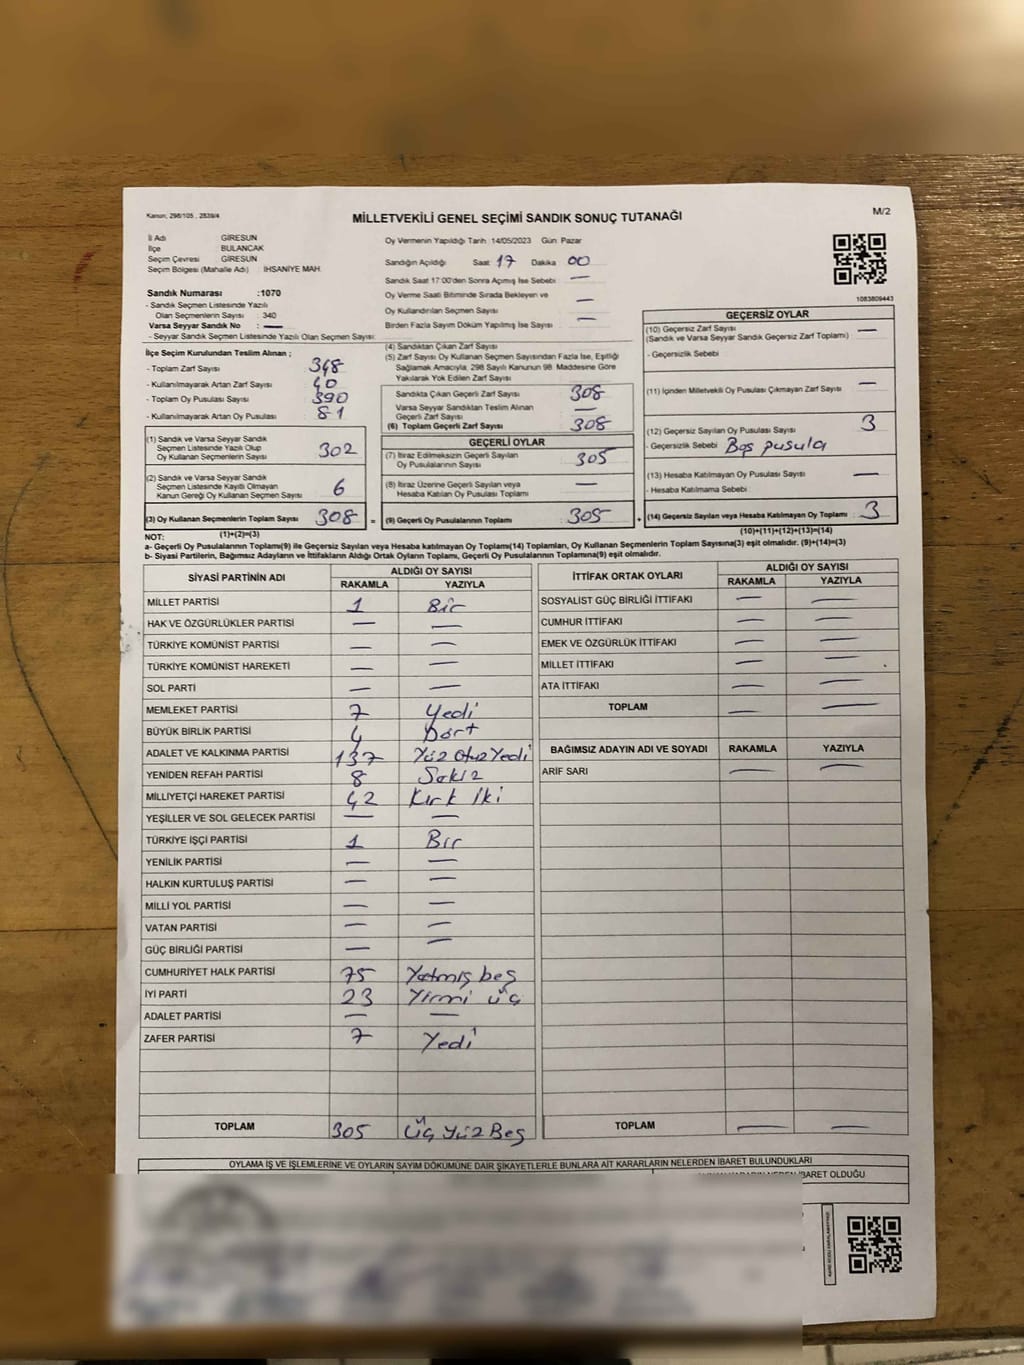 Kanun; 298/105 , 2839/4
MİLLETVEKİLİ GENEL SEÇİMİ SANDIK SONUÇ TUTANAĞI
M/2
İl Adı GİRESUN
İlçe BULANCAK
Seçim Çevresi GİRESUN
Seçim Bölgesi (Mahalle Adı) : İHSANİYE MAH.
Sandık Numarası :1070
- Sandık Seçmen Listesinde Yazılı
Olan Seçmenlerin Sayısı : 340
Varsa Seyyar Sandık No : —
- Seyyar Sandık Seçmen Listesinde Yazılı Olan Seçmen Sayısı:
İlçe Seçim Kurulundan Teslim Alınan ;
- Toplam Zarf Sayısı 348
- Kullanılmayarak Artan Zarf Sayısı 40
- Toplam Oy Pusulası Sayısı 390
- Kullanılmayarak Artan Oy Pusulası 81
(1) Sandık ve Varsa Seyyar Sandık
Seçmen Listesinde Yazılı Olup
Oy Kullanan Seçmenlerin Sayısı 302
(2) Sandık ve Varsa Seyyar Sandık
Seçmen Listesinde Kayıtlı Olmayan
Kanun Gereği Oy Kullanan Seçmen Sayısı 6
(3) Oy Kullanan Seçmenlerin Toplam Sayısı 308 =
(1)+(2)=(3)
Oy Vermenin Yapıldığı Tarih :14/05/2023 Gün: Pazar
Sandığın Açıldığı Saat 17 Dakika 00
Sandık Saat 17:00'den Sonra Açılmış İse Sebebi —
Oy Verme Saati Bitiminde Sırada Bekleyen ve
Oy Kullandırılan Seçmen Sayısı —
Birden Fazla Sayım Döküm Yapılmış İse Sayısı —
(4) Sandıktan Çıkan Zarf Sayısı
(5) Zarf Sayısı Oy Kullanan Seçmen Sayısından Fazla İse, Eşitliği
Sağlamak Amacıyla, 298 Sayılı Kanunun 98. Maddesine Göre
Yakılarak Yok Edilen Zarf Sayısı
Sandıkta Çıkan Geçerli Zarf Sayısı 308
Varsa Seyyar Sandıktan Teslim Alınan
Geçerli Zarf Sayısı —
(6) Toplam Geçerli Zarf Sayısı 308
GEÇERLİ OYLAR
(7) İtiraz Edilmeksizin Geçerli Sayılan
Oy Pusulalarının Sayısı 305
(8) İtiraz Üzerine Geçerli Sayılan veya
Hesaba Katılan Oy Pusulası Toplamı —
(9) Geçerli Oy Pusulalarının Toplamı 305 +
1083809443
GEÇERSİZ OYLAR
(10) Geçersiz Zarf Sayısı —
(Sandık ve Varsa Seyyar Sandık Geçersiz Zarf Toplamı)
- Geçersizlik Sebebi
(11) İçinden Milletvekili Oy Pusulası Çıkmayan Zarf Sayısı —
(12) Geçersiz Sayılan Oy Pusulası Sayısı 3
- Geçersizlik Sebebi Boş pusula
(13) Hesaba Katılmayan Oy Pusulası Sayısı —
- Hesaba Katılmama Sebebi
(14) Geçersiz Sayılan veya Hesaba Katılmayan Oy Toplamı 3
(10)+(11)+(12)+(13)=(14)
NOT:
a- Geçerli Oy Pusulalarının Toplamı(9) ile Geçersiz Sayılan veya Hesaba katılmayan Oy Toplamı(14) Toplamları, Oy Kullanan Seçmenlerin Toplam Sayısına(3) eşit olmalıdır. (9)+(14)=(3)
b- Siyasi Partilerin, Bağımsız Adayların ve İttifakların Aldığı Ortak Oyların Toplamı, Geçerli Oy Pusulalarının Toplamına(9) eşit olmalıdır.
SİYASİ PARTİNİN ADI ALDIĞI OY SAYISI
RAKAMLA YAZIYLA
MİLLET PARTİSİ 1 Bir
HAK VE ÖZGÜRLÜKLER PARTİSİ — —
TÜRKİYE KOMÜNİST PARTİSİ — —
TÜRKİYE KOMÜNİST HAREKETİ — —
SOL PARTİ — —
MEMLEKET PARTİSİ 7 Yedi
BÜYÜK BİRLİK PARTİSİ 4 Dört
ADALET VE KALKINMA PARTİSİ 137 Yüz Otuz Yedi
YENİDEN REFAH PARTİSİ 8 Sekiz
MİLLİYETÇİ HAREKET PARTİSİ 42 Kırk İki
YEŞİLLER VE SOL GELECEK PARTİSİ — —
TÜRKİYE İŞÇİ PARTİSİ 1 Bir
YENİLİK PARTİSİ — —
HALKIN KURTULUŞ PARTİSİ — —
MİLLİ YOL PARTİSİ — —
VATAN PARTİSİ — —
GÜÇ BİRLİĞİ PARTİSİ — —
CUMHURİYET HALK PARTİSİ 75 Yetmiş beş
İYİ PARTİ 23 Yirmi üç
ADALET PARTİSİ — —
ZAFER PARTİSİ 7 Yedi
TOPLAM 305 Üç Yüz Beş
İTTİFAK ORTAK OYLARI ALDIĞI OY SAYISI
RAKAMLA YAZIYLA
SOSYALİST GÜÇ BİRLİĞİ İTTİFAKI — —
CUMHUR İTTİFAKI — —
EMEK VE ÖZGÜRLÜK İTTİFAKI — —
MİLLET İTTİFAKI — —
ATA İTTİFAKI — —
TOPLAM — —
BAĞIMSIZ ADAYIN ADI VE SOYADI RAKAMLA YAZIYLA
ARİF SARI — —
TOPLAM — —
OYLAMA İŞ VE İŞLEMLERİNE VE OYLARIN SAYIM DÖKÜMÜNE DAİR ŞİKAYETLERLE BUNLARA AİT KARARLARIN NELERDEN İBARET BULUNDUKLARI
İBARET OLDUĞU